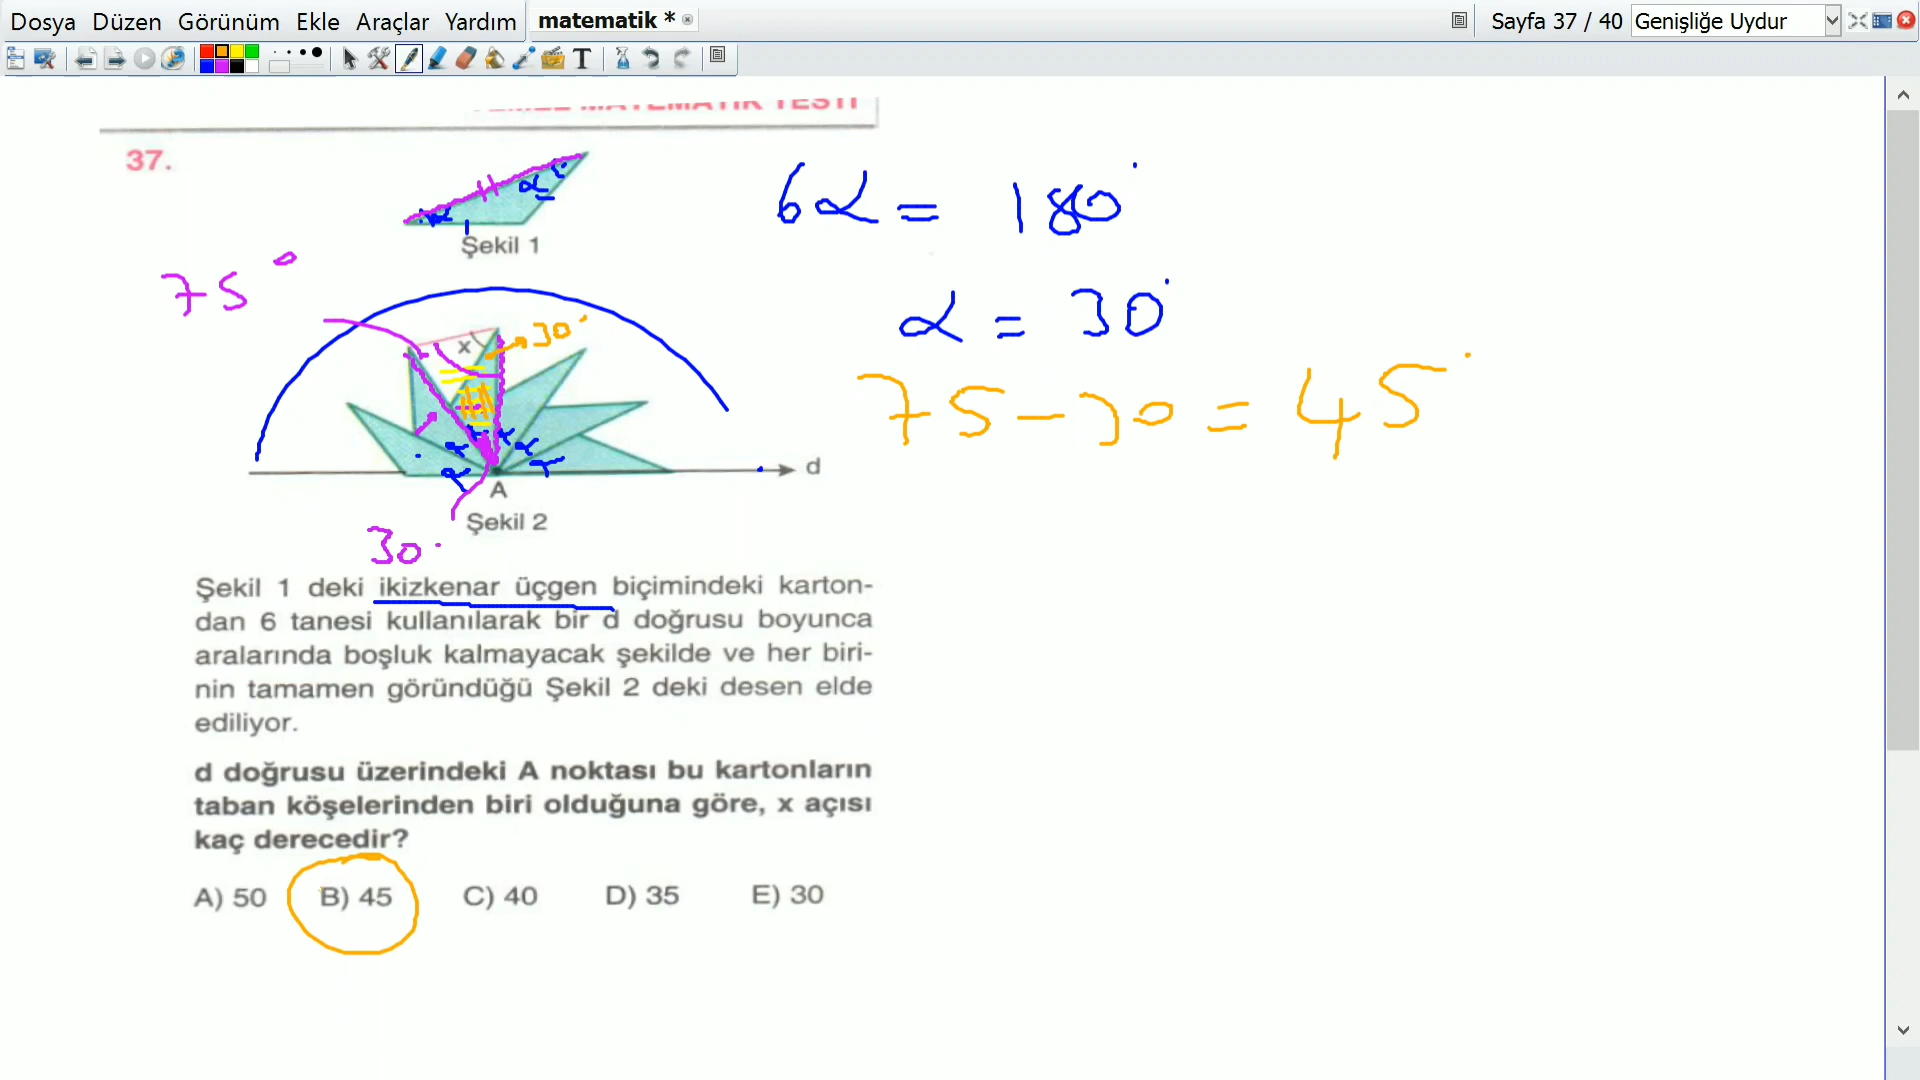 Dosya Düzen Görünüm Ekle Araçlar Yardım matematik * Sayfa 37 / 40 Genişliğe Uydur
T
TEMEL MATEMATİK TESTİ
37.
α α
Şekil 1
6α = 180°
75°
α = 30°
x 30°
75 - 30 = 45°
α α α α α
d
A
Şekil 2
30°
Şekil 1 deki ikizkenar üçgen biçimindeki karton-
dan 6 tanesi kullanılarak bir d doğrusu boyunca
aralarında boşluk kalmayacak şekilde ve her biri-
nin tamamen göründüğü Şekil 2 deki desen elde
ediliyor.
d doğrusu üzerindeki A noktası bu kartonların
taban köşelerinden biri olduğuna göre, x açısı
kaç derecedir?
A) 50 B) 45 C) 40 D) 35 E) 30